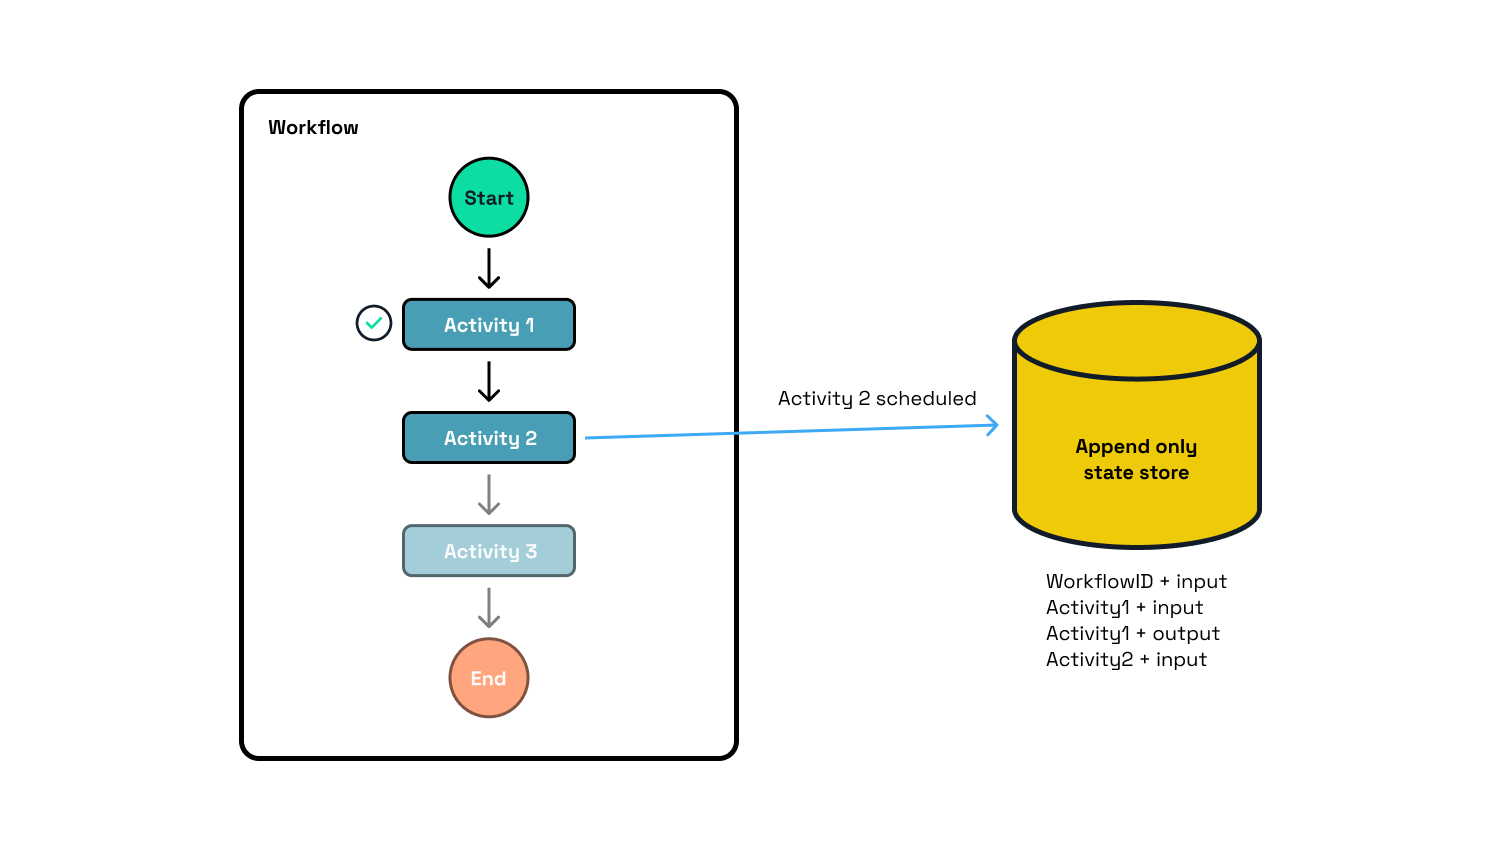 Workflow
Start
Activity 1
Activity 2
Activity 3
End
Activity 2 scheduled
Append only
state store
WorkflowID + input
Activity1 + input
Activity1 + output
Activity2 + input